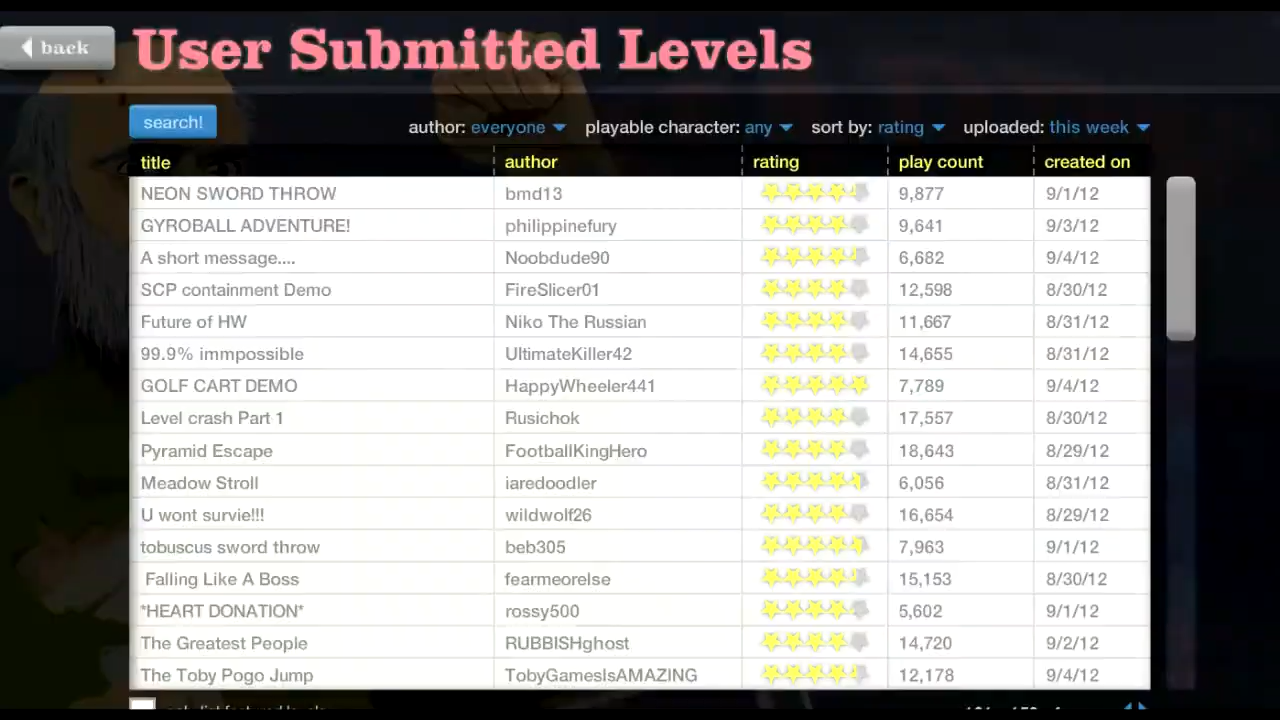 back
User Submitted Levels
search!
author: everyone playable character: any sort by: rating uploaded: this week
title author rating play count created on
NEON SWORD THROW bmd13 9,877 9/1/12
GYROBALL ADVENTURE! philippinefury 9,641 9/3/12
A short message.... Noobdude90 6,682 9/4/12
SCP containment Demo FireSlicer01 12,598 8/30/12
Future of HW Niko The Russian 11,667 8/31/12
99.9% immpossible UltimateKiller42 14,655 8/31/12
GOLF CART DEMO HappyWheeler441 7,789 9/4/12
Level crash Part 1 Rusichok 17,557 8/30/12
Pyramid Escape FootballKingHero 18,643 8/29/12
Meadow Stroll iaredoodler 6,056 8/31/12
U wont survie!!! wildwolf26 16,654 8/29/12
tobuscus sword throw beb305 7,963 9/1/12
Falling Like A Boss fearmeorelse 15,153 8/30/12
*HEART DONATION* rossy500 5,602 9/1/12
The Greatest People RUBBISHghost 14,720 9/2/12
The Toby Pogo Jump TobyGamesIsAMAZING 12,178 9/4/12